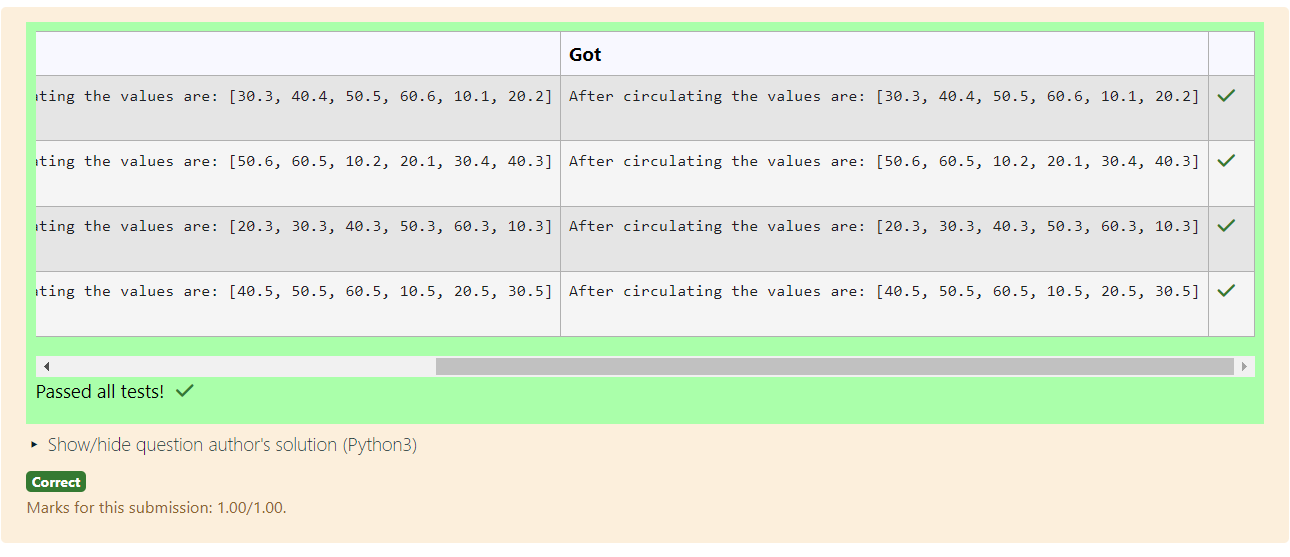 Got
ating the values are: [30.3, 40.4, 50.5, 60.6, 10.1, 20.2] After circulating the values are: [30.3, 40.4, 50.5, 60.6, 10.1, 20.2]
ating the values are: [50.6, 60.5, 10.2, 20.1, 30.4, 40.3] After circulating the values are: [50.6, 60.5, 10.2, 20.1, 30.4, 40.3]
ating the values are: [20.3, 30.3, 40.3, 50.3, 60.3, 10.3] After circulating the values are: [20.3, 30.3, 40.3, 50.3, 60.3, 10.3]
ating the values are: [40.5, 50.5, 60.5, 10.5, 20.5, 30.5] After circulating the values are: [40.5, 50.5, 60.5, 10.5, 20.5, 30.5]
Passed all tests!
Show/hide question author's solution (Python3)
Correct
Marks for this submission: 1.00/1.00.